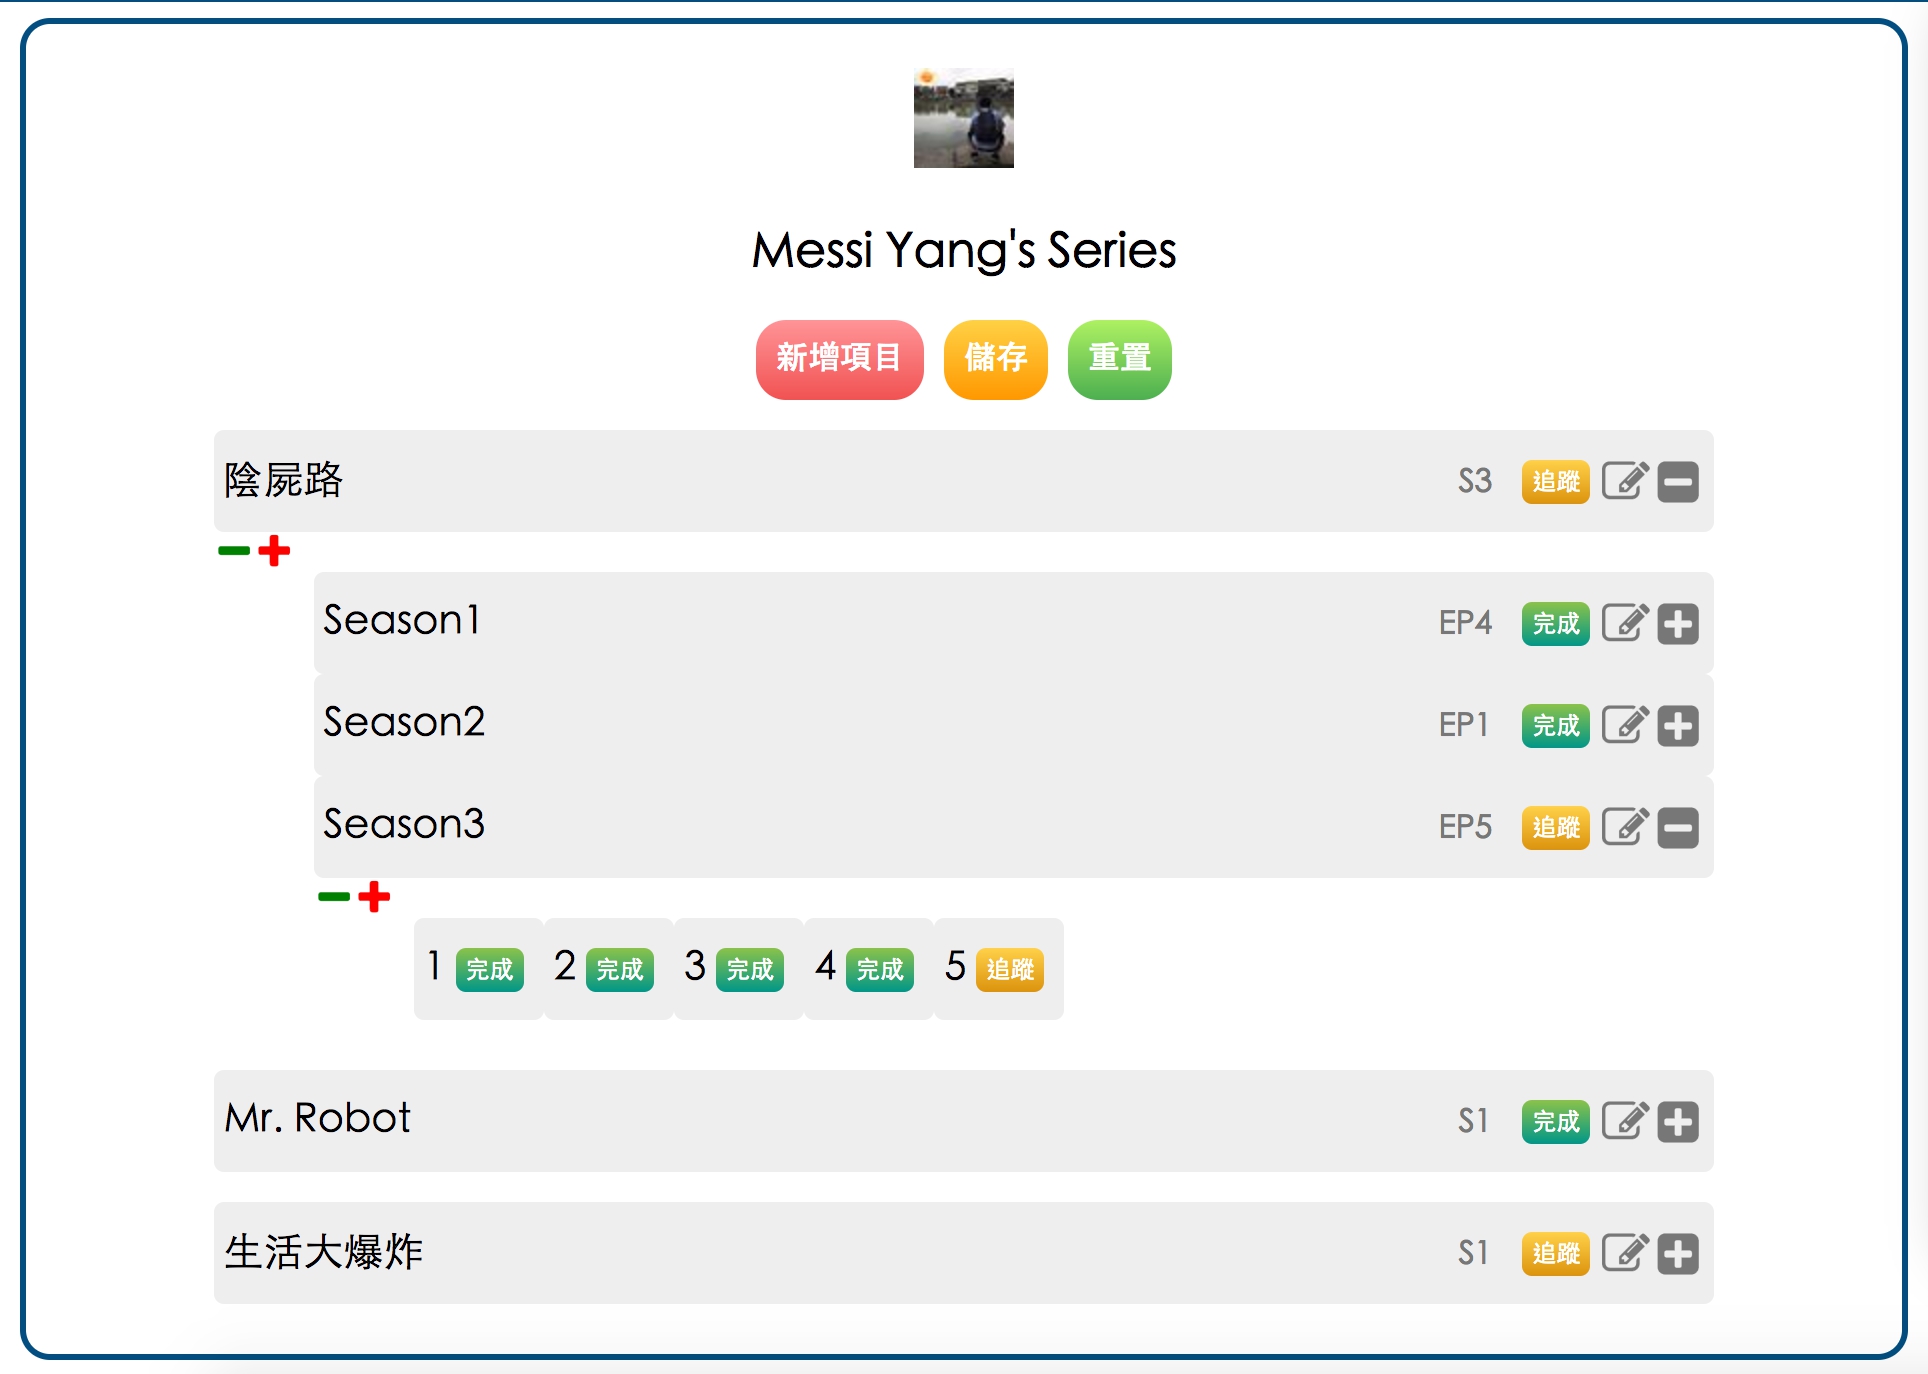 Messi Yang's Series
新增項目 儲存 重置
陰屍路 S3 追蹤
Season1 EP4 完成
Season2 EP1 完成
Season3 EP5 追蹤
1 完成 2 完成 3 完成 4 完成 5 追蹤
Mr. Robot S1 完成
生活大爆炸 S1 追蹤